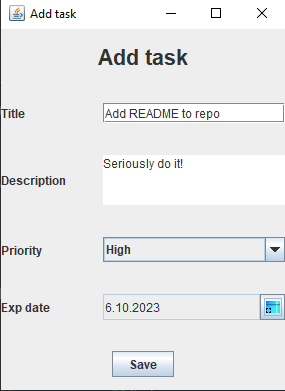 Add task
Add task
Title
Add README to repo
Description
Seriously do it!
Priority
High
Exp date
6.10.2023
Save